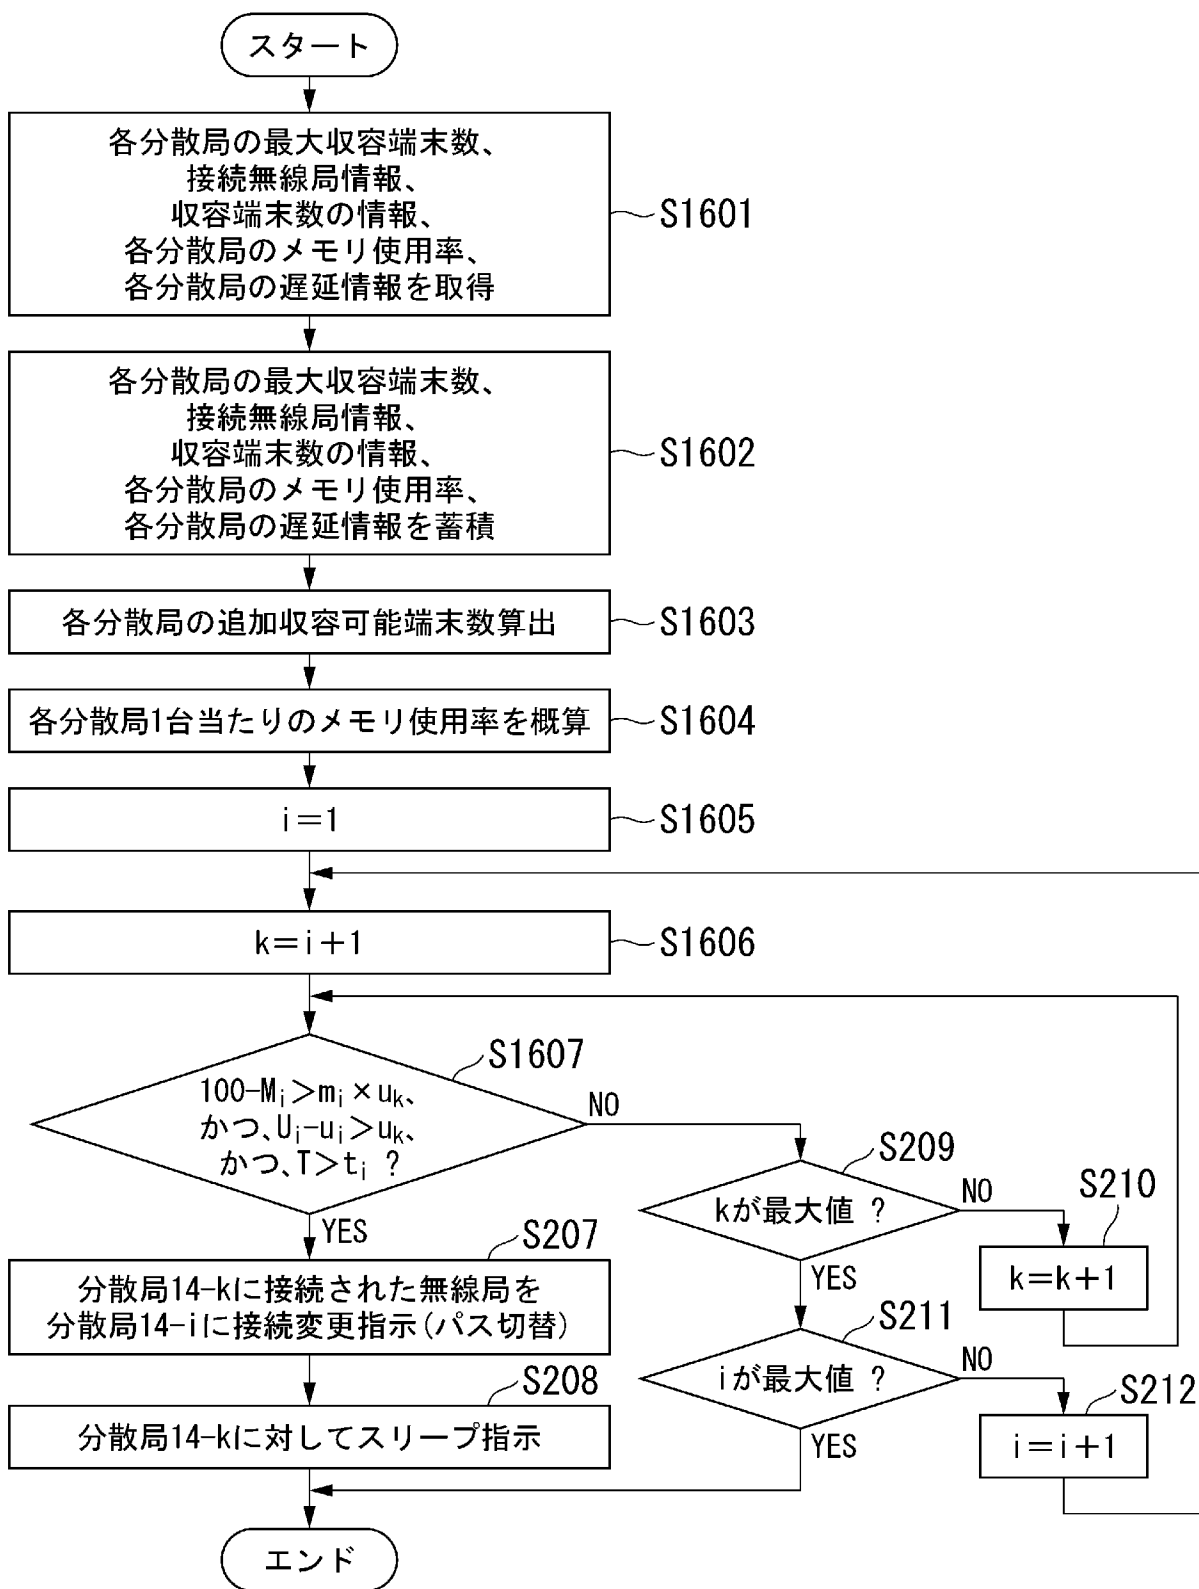 スタート
各分散局の最大収容端末数、
接続無線局情報、
収容端末数の情報、
各分散局のメモリ使用率、
各分散局の遅延情報を取得
S1601
各分散局の最大収容端末数、
接続無線局情報、
収容端末数の情報、
各分散局のメモリ使用率、
各分散局の遅延情報を蓄積
S1602
各分散局の追加収容可能端末数算出
S1603
各分散局1台当たりのメモリ使用率を概算
S1604
i=1
S1605
k=i+1
S1606
S1607
100-Mi>mi×uk、
かつ、Ui-ui>uk、
かつ、T>ti ?
NO
YES
S209
kが最大値 ?
NO
YES
S210
k=k+1
S207
分散局14-kに接続された無線局を
分散局14-iに接続変更指示(パス切替)
S211
iが最大値 ?
NO
YES
S212
i=i+1
S208
分散局14-kに対してスリープ指示
エンド